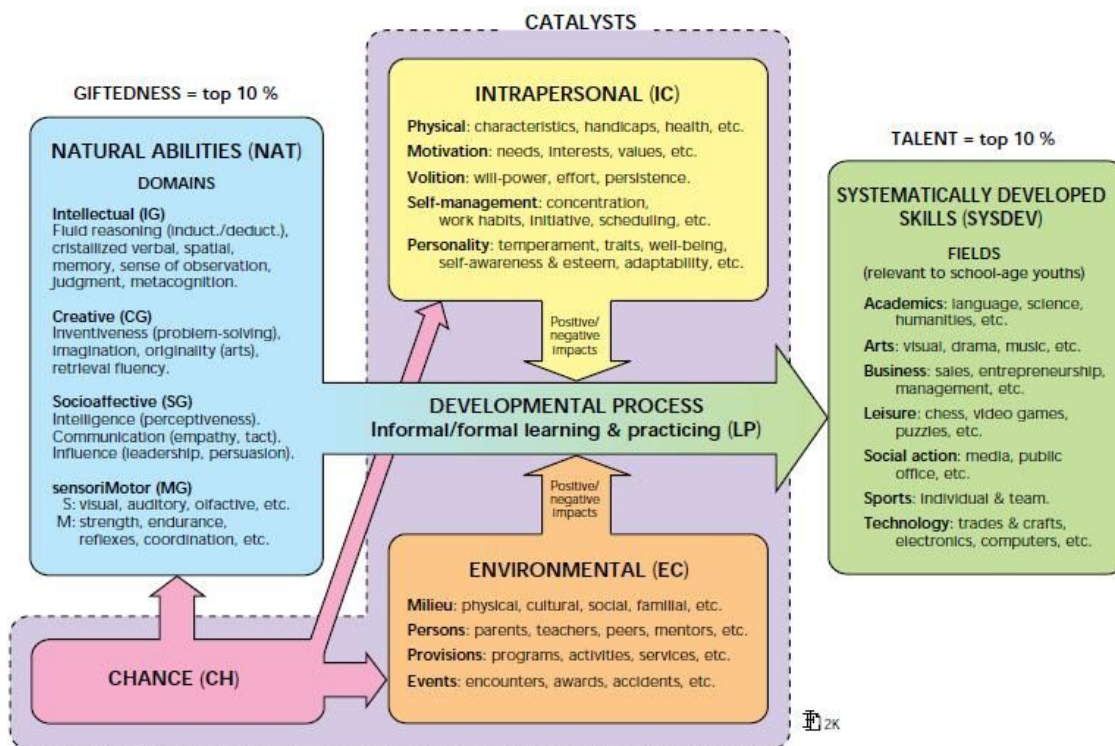 CATALYSTS
GIFTEDNESS = top 10 %
NATURAL ABILITIES (NAT)
DOMAINS
Intellectual (IG)
Fluid reasoning (induct./deduct.),
cristallized verbal, spatial,
memory, sense of observation,
judgment, metacognition.
Creative (CG)
Inventiveness (problem-solving),
imagination, originality (arts),
retrieval fluency.
Socioaffective (SG)
Intelligence (perceptiveness).
Communication (empathy, tact).
Influence (leadership, persuasion).
sensoriMotor (MG)
S: visual, auditory, olfactive, etc.
M: strength, endurance,
reflexes, coordination, etc.
INTRAPERSONAL (IC)
Physical: characteristics, handicaps, health, etc.
Motivation: needs, interests, values, etc.
Volition: will-power, effort, persistence.
Self-management: concentration,
work habits, initiative, scheduling, etc.
Personality: temperament, traits, well-being,
self-awareness & esteem, adaptability, etc.
Positive/
negative
impacts
DEVELOPMENTAL PROCESS
Informal/formal learning & practicing (LP)
Positive/
negative
impacts
ENVIRONMENTAL (EC)
Milieu: physical, cultural, social, familial, etc.
Persons: parents, teachers, peers, mentors, etc.
Provisions: programs, activities, services, etc.
Events: encounters, awards, accidents, etc.
CHANCE (CH)
TALENT = top 10 %
SYSTEMATICALLY DEVELOPED
SKILLS (SYSDEV)
FIELDS
(relevant to school-age youths)
Academics: language, science,
humanities, etc.
Arts: visual, drama, music, etc.
Business: sales, entrepreneurship,
management, etc.
Leisure: chess, video games,
puzzles, etc.
Social action: media, public
office, etc.
Sports: individual & team.
Technology: trades & crafts,
electronics, computers, etc.
2K